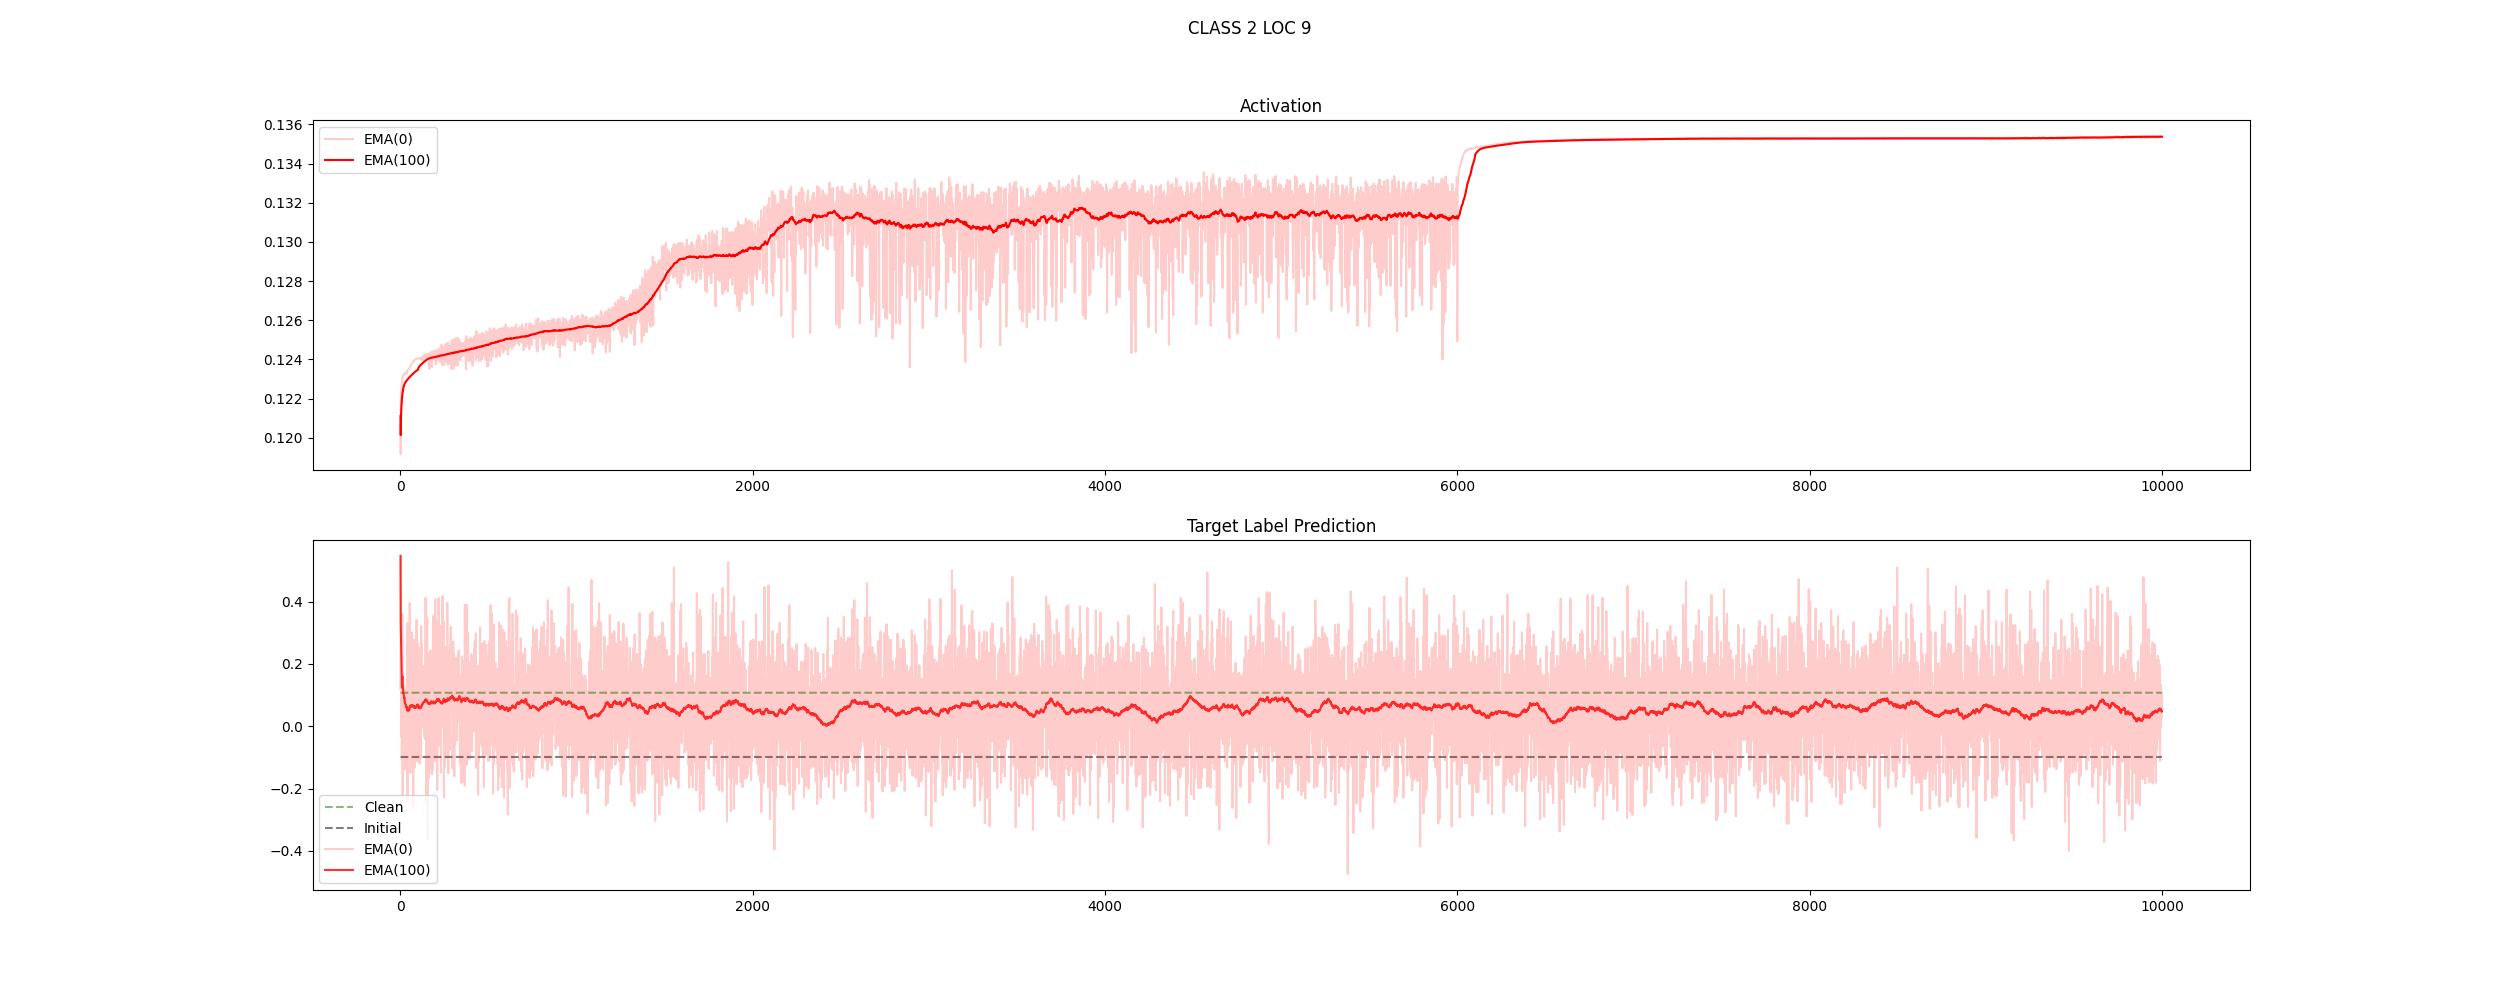 CLASS 2 LOC 9
Activation
0.136
0.134
0.132
0.130
0.128
0.126
0.124
0.122
0.120
EMA(0)
EMA(100)
0 2000 4000 6000 8000 10000
Target Label Prediction
0.4
0.2
0.0
−0.2
−0.4
Clean
Initial
EMA(0)
EMA(100)
0 2000 4000 6000 8000 10000